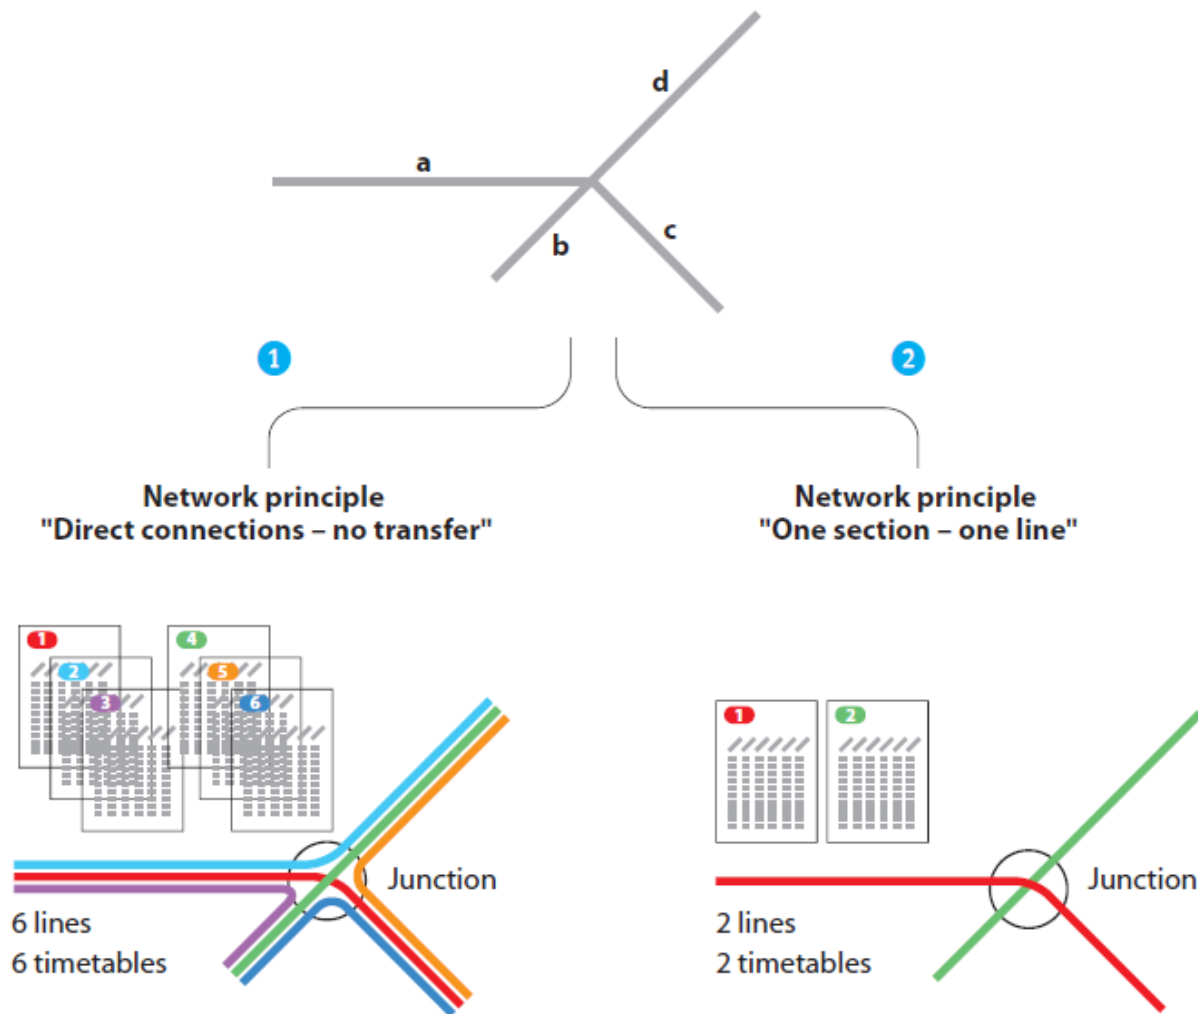 d
a
b
c
1
2
Network principle
"Direct connections – no transfer"
Network principle
"One section – one line"
1
2
3
4
5
6
Junction
6 lines
6 timetables
1
2
Junction
2 lines
2 timetables